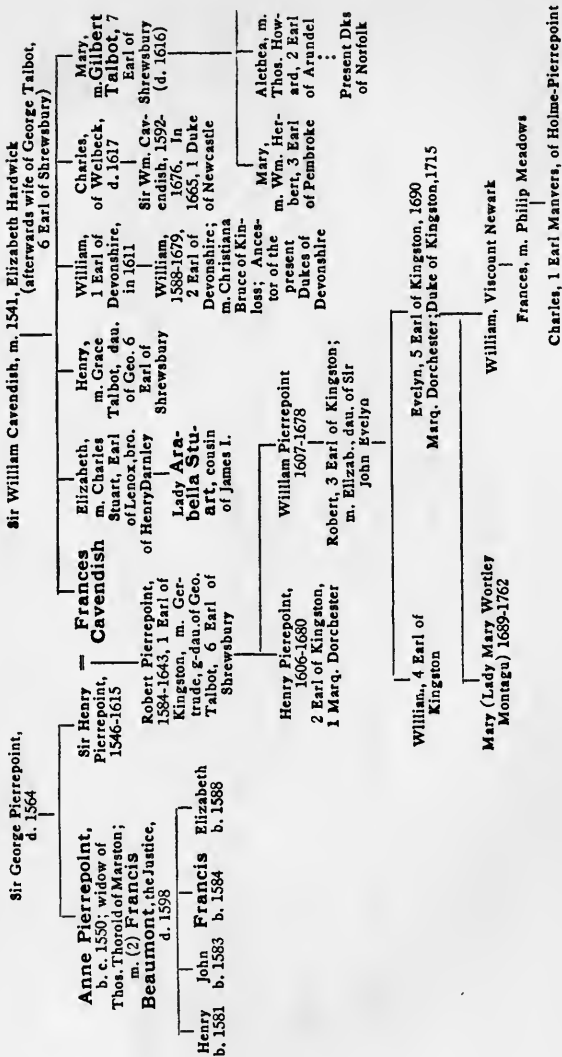 Sir George Pierrepoint,
d. 1564
Sir William Cavendish, m. 1541, Elizabeth Hardwick
(afterwards wife of George Talbot,
6 Earl of Shrewsbury)
Anne Pierrepoint,
b. c. 1550; widow of
Thos. Thorold of Marston;
m. (2) Francis
Beaumont, the Justice,
d. 1598
Sir Henry
Pierrepoint,
1546-1615
=
Frances
Cavendish
Elizabeth,
m. Charles
Stuart, Earl
of Lenox, bro.
of Henry Darnley
Henry,
m. Grace
Talbot, dau.
of Geo. 6
Earl of
Shrewsbury
William,
1 Earl of
Devonshire,
in 1611
Charles,
of Welbeck,
d. 1617
Mary,
m. Gilbert
Talbot, 7
Earl of
Shrewsbury
(d. 1616)
Henry
b. 1581
John
b. 1583
Francis
b. 1584
Elizabeth
b. 1588
Robert Pierrepoint,
1584-1643, 1 Earl of
Kingston, m. Ger-
trude, g-dau. of Geo.
Talbot, 6 Earl of
Shrewsbury
Lady Ara-
bella Stu-
art, cousin
of James I.
William,
1588-1679,
2 Earl of
Devonshire;
m. Christiana
Bruce of Kin-
loss; Ances-
tor of the
present
Dukes of
Devonshire
Sir Wm. Cav-
endish, 1592-
1676. In
1665, 1 Duke
of Newcastle
Mary,
m. Wm. Her-
bert, 3 Earl
of Pembroke
Alethea, m.
Thos. How-
ard, 2 Earl
of Arundel
Present Dks
of Norfolk
Henry Pierepoint,
1606-1680
2 Earl of Kingston,
1 Marq. Dorchester
William Pierrepoint
1607-1678
Robert, 3 Earl of Kingston;
m. Elizab., dau. of Sir
John Evelyn
William, 4 Earl of
Kingston
Evelyn, 5 Earl of Kingston, 1690
Marq. Dorchester; Duke of Kingston, 1715
Mary (Lady Mary Wortley
Montagu) 1689-1762
William, Viscount Newark
Frances, m. Philip Meadows
Charles, 1 Earl Manvers, of Holme-Pierrepoint